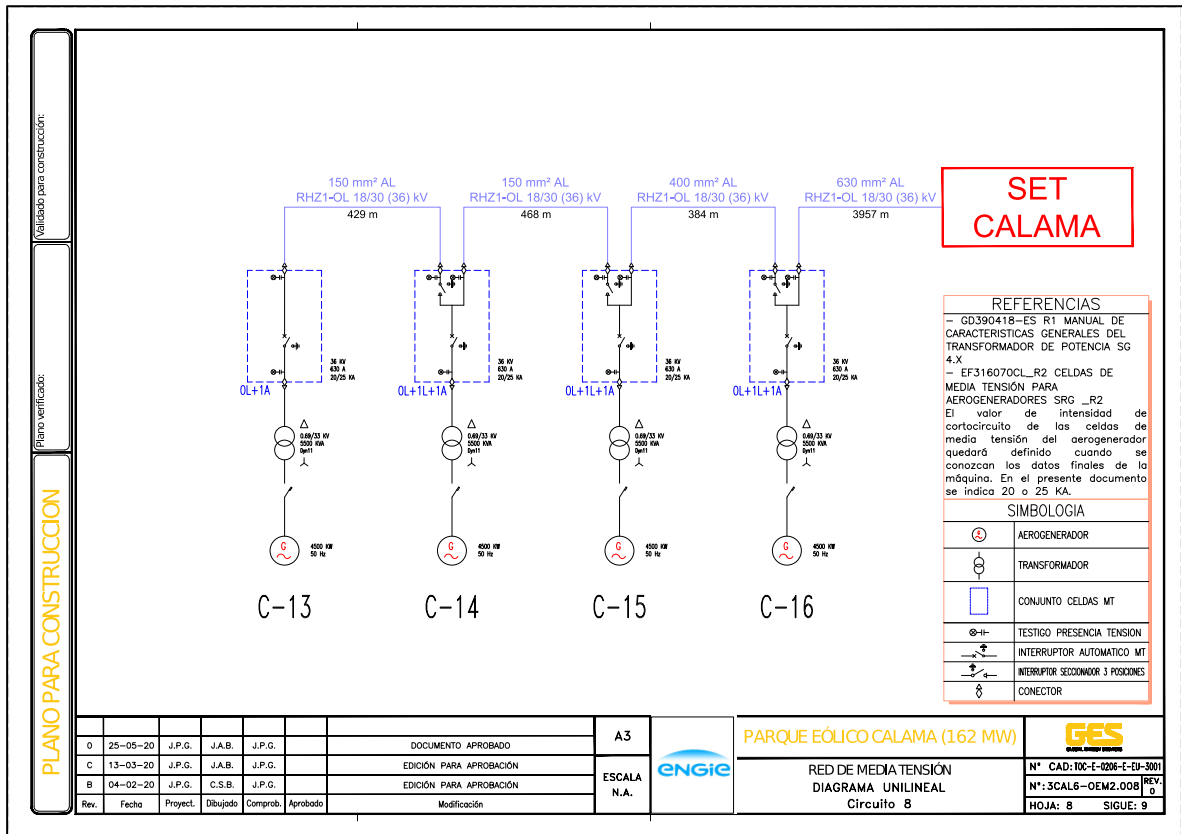 Validado para construcción:
Plano verificado:
PLANO PARA CONSTRUCCION
150 mm² AL
RHZ1-OL 18/30 (36) kV
429 m
150 mm² AL
RHZ1-OL 18/30 (36) kV
468 m
400 mm² AL
RHZ1-OL 18/30 (36) kV
384 m
630 mm² AL
RHZ1-OL 18/30 (36) kV
3957 m
SET
CALAMA
36 KV
630 A
20/25 KA
0L+1A
0.69/33 KV
5500 KVA
Dyn11
G
4500 KW
50 Hz
C-13
36 KV
630 A
20/25 KA
0L+1L+1A
0.69/33 KV
5500 KVA
Dyn11
G
4500 KW
50 Hz
C-14
36 KV
630 A
20/25 KA
0L+1L+1A
0.69/33 KV
5500 KVA
Dyn11
G
4500 KW
50 Hz
C-15
36 KV
630 A
20/25 KA
0L+1L+1A
0.69/33 KV
5500 KVA
Dyn11
G
4500 KW
50 Hz
C-16
REFERENCIAS
- GD390418-ES R1 MANUAL DE
CARACTERISTICAS GENERALES DEL
TRANSFORMADOR DE POTENCIA SG
4.X
- EF316070CL_R2 CELDAS DE
MEDIA TENSIÓN PARA
AEROGENERADORES SRG _R2
El valor de intensidad de
cortocircuito de las celdas de
media tensión del aerogenerador
quedará definido cuando se
conozcan los datos finales de la
máquina. En el presente documento
se indica 20 o 25 KA.
SIMBOLOGIA
AEROGENERADOR
TRANSFORMADOR
CONJUNTO CELDAS MT
TESTIGO PRESENCIA TENSION
INTERRUPTOR AUTOMATICO MT
INTERRUPTOR SECCIONADOR 3 POSICIONES
CONECTOR
0 25-05-20 J.P.G. J.A.B. J.P.G. DOCUMENTO APROBADO
C 13-03-20 J.P.G. J.A.B. J.P.G. EDICIÓN PARA APROBACIÓN
B 04-02-20 J.P.G. C.S.B. J.P.G. EDICIÓN PARA APROBACIÓN
Rev. Fecha Proyect. Dibujado Comprob. Aprobado Modificación
A3
ESCALA
N.A.
ENGIE
PARQUE EÓLICO CALAMA (162 MW)
RED DE MEDIA TENSIÓN
DIAGRAMA UNILINEAL
Circuito 8
GES
GLOBAL ENERGY SERVICES
N° CAD: TOC-E-0206-E-EU-3001
N°: 3CAL6-OEM2.008 REV. 0
HOJA: 8 SIGUE: 9